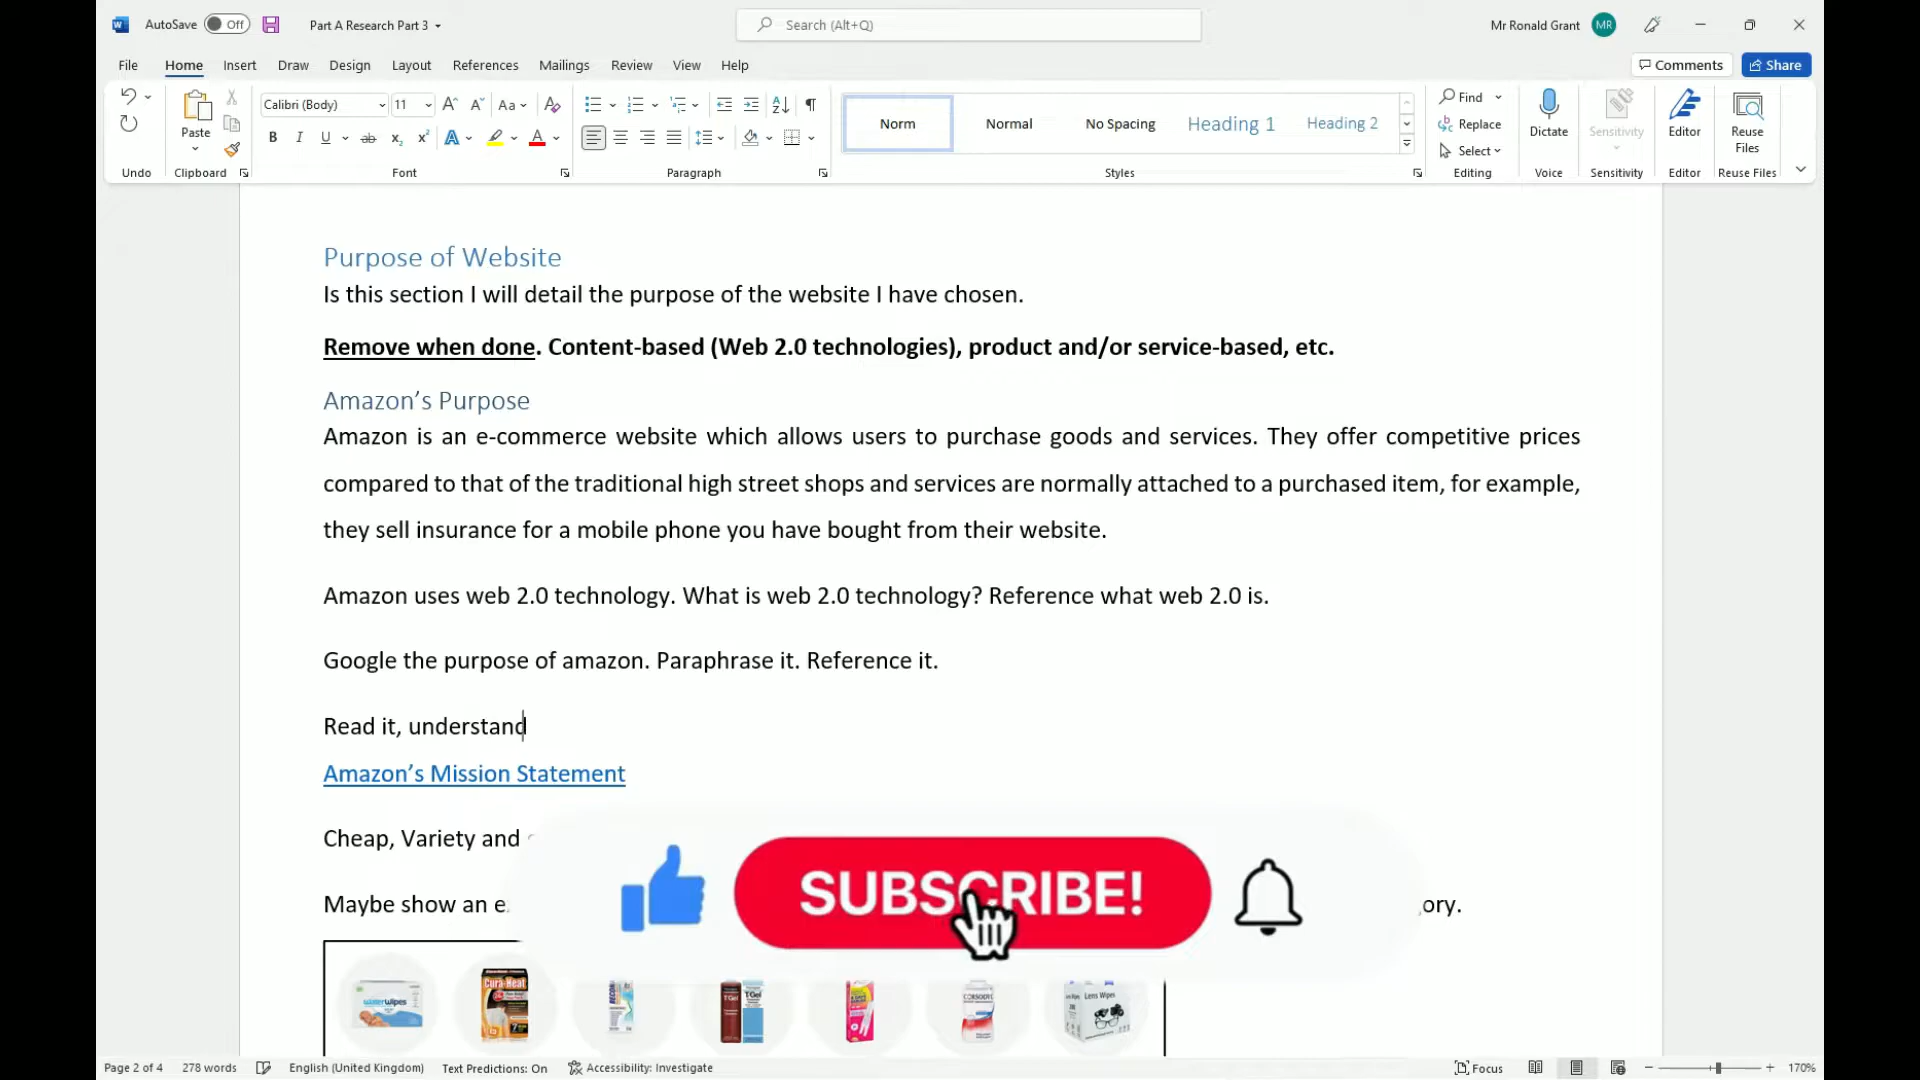 AutoSave Off Part A Research Part 3 Search (Alt+Q) Mr Ronald Grant MR
File Home Insert Draw Design Layout References Mailings Review View Help Comments Share
Calibri (Body) 11 Aa Norm Normal No Spacing Heading 1 Heading 2 Find
Paste Replace Dictate Sensitivity Editor Reuse Files
Select
Undo Clipboard Font Paragraph Styles Editing Voice Sensitivity Editor Reuse Files
Purpose of Website
Is this section I will detail the purpose of the website I have chosen.
Remove when done. Content-based (Web 2.0 technologies), product and/or service-based, etc.
Amazon’s Purpose
Amazon is an e-commerce website which allows users to purchase goods and services. They offer competitive prices
compared to that of the traditional high street shops and services are normally attached to a purchased item, for example,
they sell insurance for a mobile phone you have bought from their website.
Amazon uses web 2.0 technology. What is web 2.0 technology? Reference what web 2.0 is.
Google the purpose of amazon. Paraphrase it. Reference it.
Read it, understand
Amazon’s Mission Statement
Cheap, Variety and
Maybe show an e ory.
SUBSCRIBE!
WaterWipes Cura-Heat T/Gel T/Gel CORSODYL Lens Wipes
Page 2 of 4 278 words English (United Kingdom) Text Predictions: On Accessibility: Investigate Focus 170%